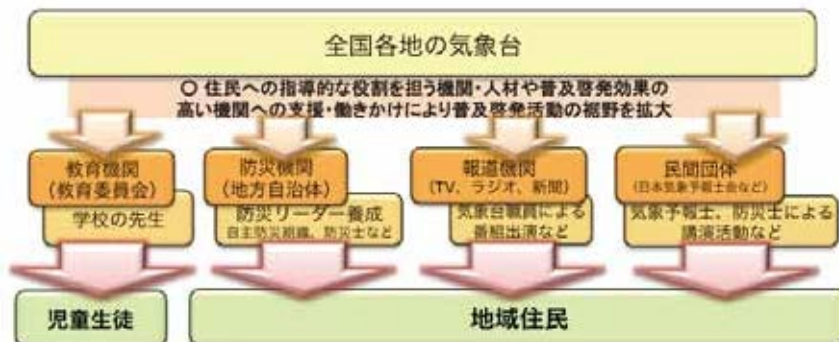 全国各地の気象台
○ 住民への指導的な役割を担う機関・人材や普及啓発効果の
高い機関への支援・働きかけにより普及啓発活動の裾野を拡大
教育機関
(教育委員会)
学校の先生
防災機関
(地方自治体)
防災リーダー養成
自主防災組織、防災士など
報道機関
(TV、ラジオ、新聞)
気象台職員による
番組出演など
民間団体
(日本気象予報士会など)
気象予報士、防災士による
講演活動など
児童生徒
地域住民